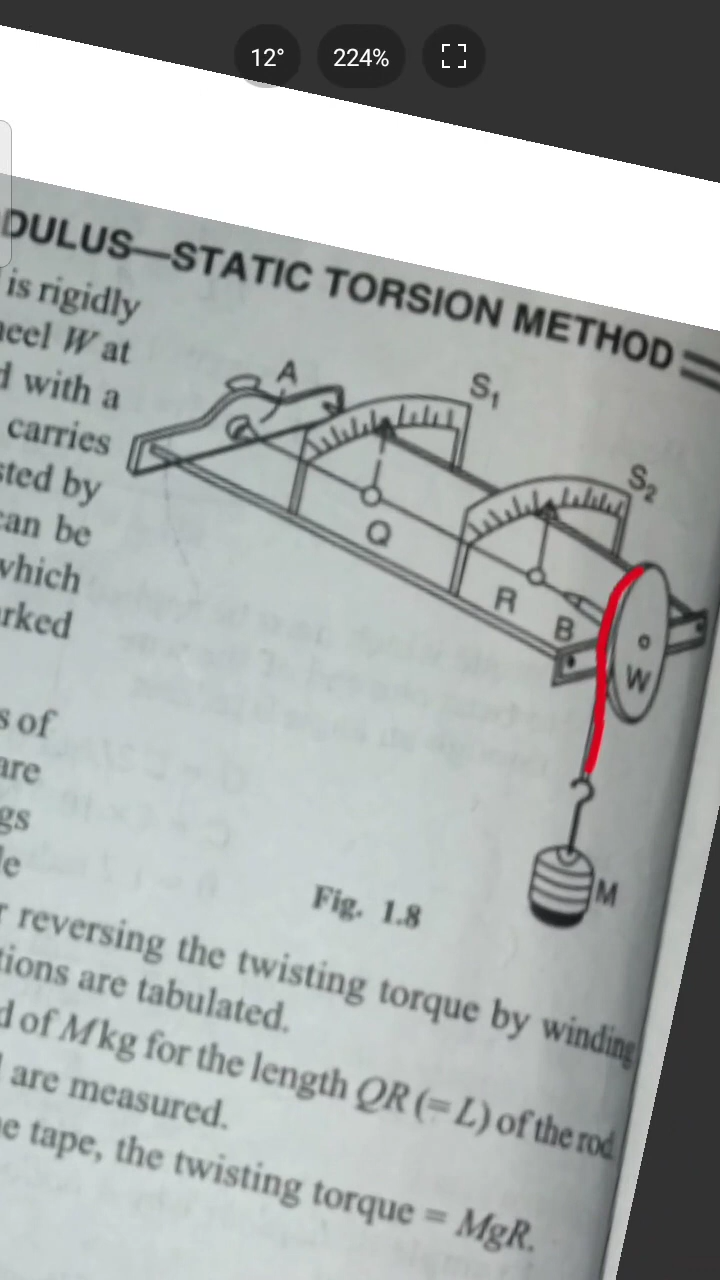 12°
224%
DULUS—STATIC TORSION METHOD
is rigidly
heel W at
d with a
carries
sted by
can be
which
rked
s of
are
gs
le
A
S1
S2
Q
R
B
W
M
Fig. 1.8
r reversing the twisting torque by winding
tions are tabulated.
d of M kg for the length QR (= L) of the rod
are measured.
e tape, the twisting torque = MgR.